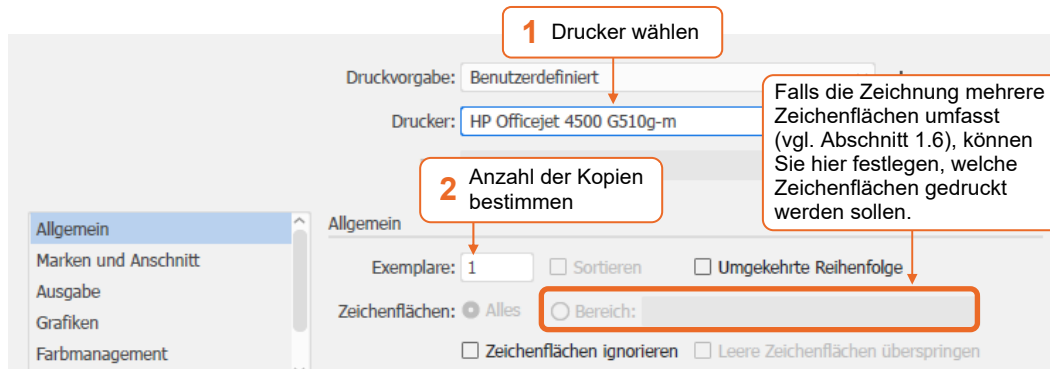 1 Drucker wählen
Druckvorgabe: Benutzerdefiniert
Drucker: HP Officejet 4500 G510g-m
Falls die Zeichnung mehrere
Zeichenflächen umfasst
(vgl. Abschnitt 1.6), können
Sie hier festlegen, welche
Zeichenflächen gedruckt
werden sollen.
2 Anzahl der Kopien
bestimmen
Allgemein
Marken und Anschnitt
Ausgabe
Grafiken
Farbmanagement
Allgemein
Exemplare: 1 Sortieren Umgekehrte Reihenfolge
Zeichenflächen: Alles Bereich:
Zeichenflächen ignorieren Leere Zeichenflächen überspringen